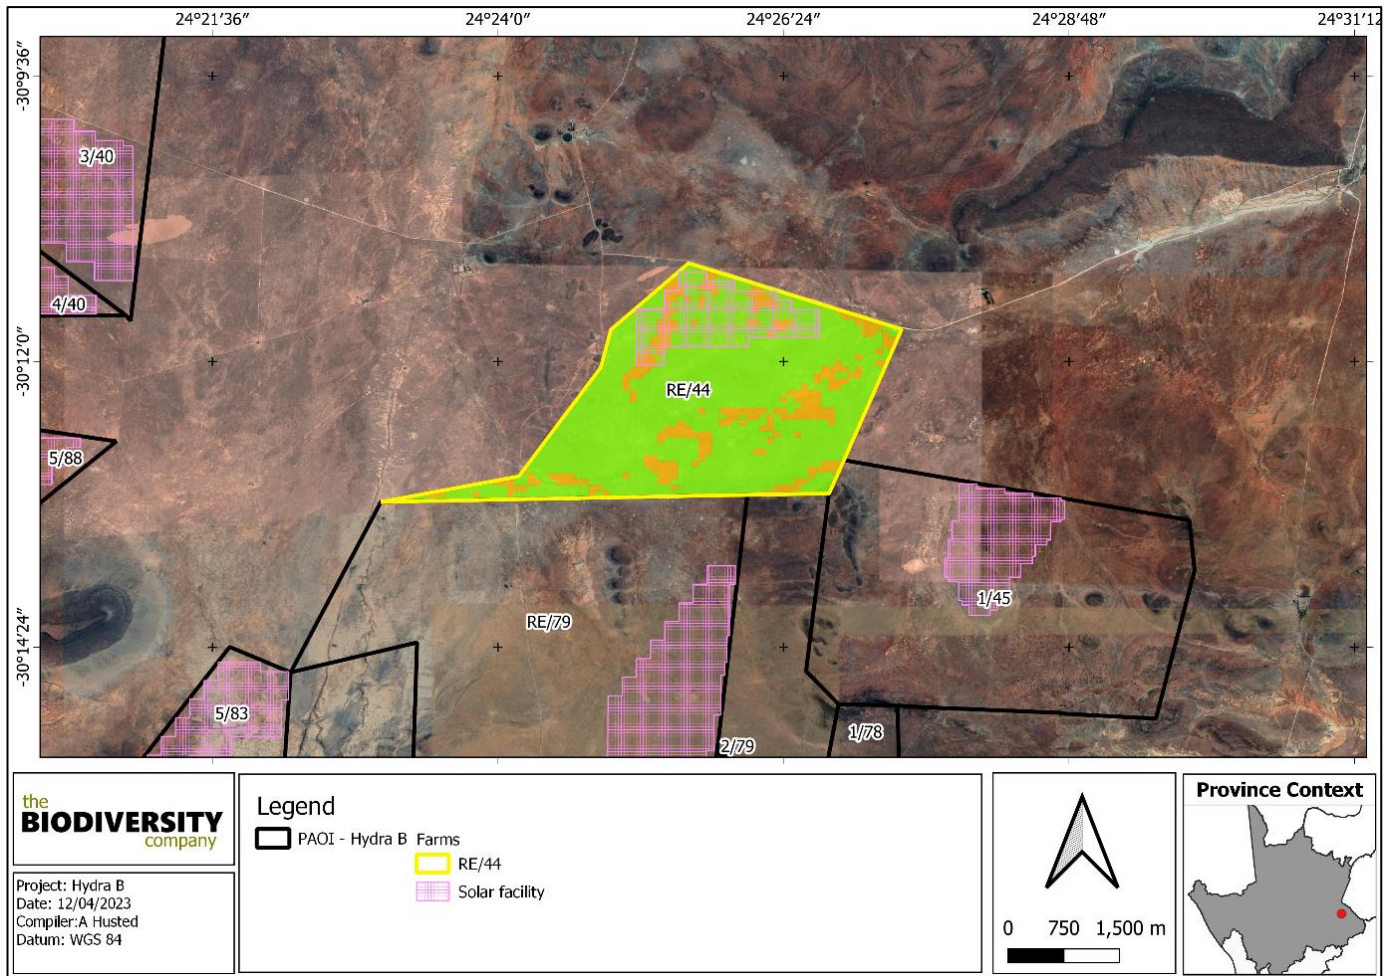 24°21'36″ 24°24'0″ 24°26'24″ 24°28'48″ 24°31'12
-30°9'36″
3/40
4/40
-30°12'0″
RE/44
5/88
1/45
RE/79
-30°14'24″
5/83
2/79
1/78
the
BIODIVERSITY
company
Project: Hydra B
Date: 12/04/2023
Compiler:A Husted
Datum: WGS 84
Legend
PAOI - Hydra B
Farms
RE/44
Solar facility
0 750 1,500 m
Province Context